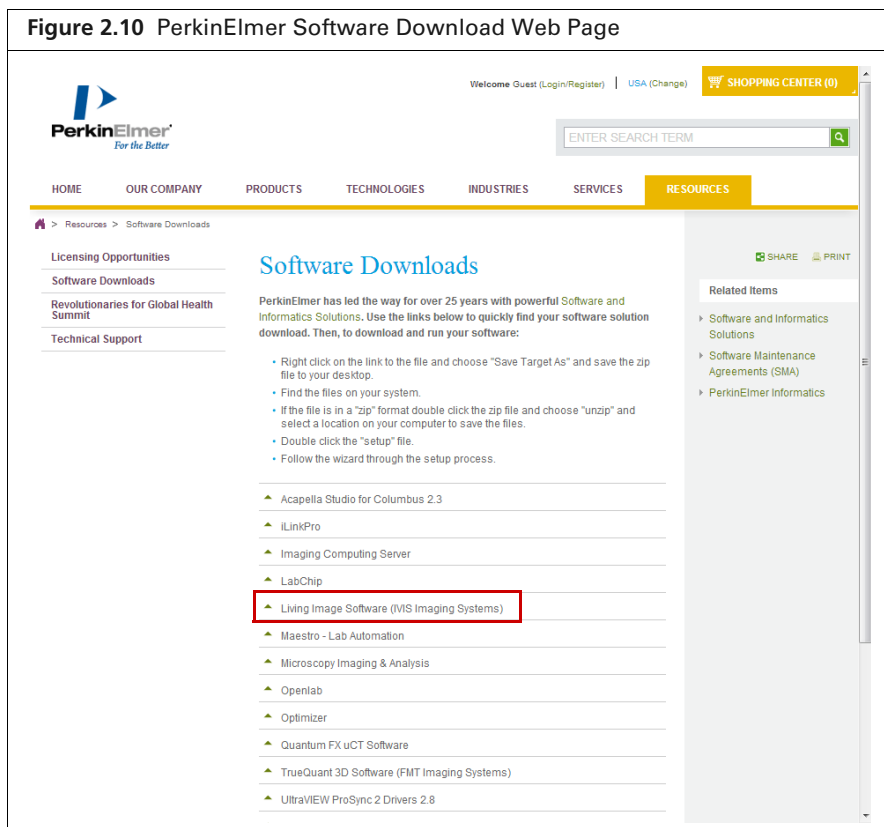 Figure 2.10 PerkinElmer Software Download Web Page
Welcome Guest (Login/Register) | USA (Change)
SHOPPING CENTER (0)
PerkinElmer
For the Better
ENTER SEARCH TERM
HOME OUR COMPANY PRODUCTS TECHNOLOGIES INDUSTRIES SERVICES RESOURCES
> Resources > Software Downloads
Licensing Opportunities
Software Downloads
Revolutionaries for Global Health
Summit
Technical Support
Software Downloads
PerkinElmer has led the way for over 25 years with powerful Software and
Informatics Solutions. Use the links below to quickly find your software solution
download. Then, to download and run your software:
• Right click on the link to the file and choose "Save Target As" and save the zip
file to your desktop.
• Find the files on your system.
• If the file is in a "zip" format double click the zip file and choose "unzip" and
select a location on your computer to save the files.
• Double click the "setup" file.
• Follow the wizard through the setup process.
Acapella Studio for Columbus 2.3
iLinkPro
Imaging Computing Server
LabChip
Living Image Software (IVIS Imaging Systems)
Maestro - Lab Automation
Microscopy Imaging & Analysis
Openlab
Optimizer
Quantum FX uCT Software
TrueQuant 3D Software (FMT Imaging Systems)
UltraVIEW ProSync 2 Drivers 2.8
SHARE PRINT
Related Items
Software and Informatics
Solutions
Software Maintenance
Agreements (SMA)
PerkinElmer Informatics